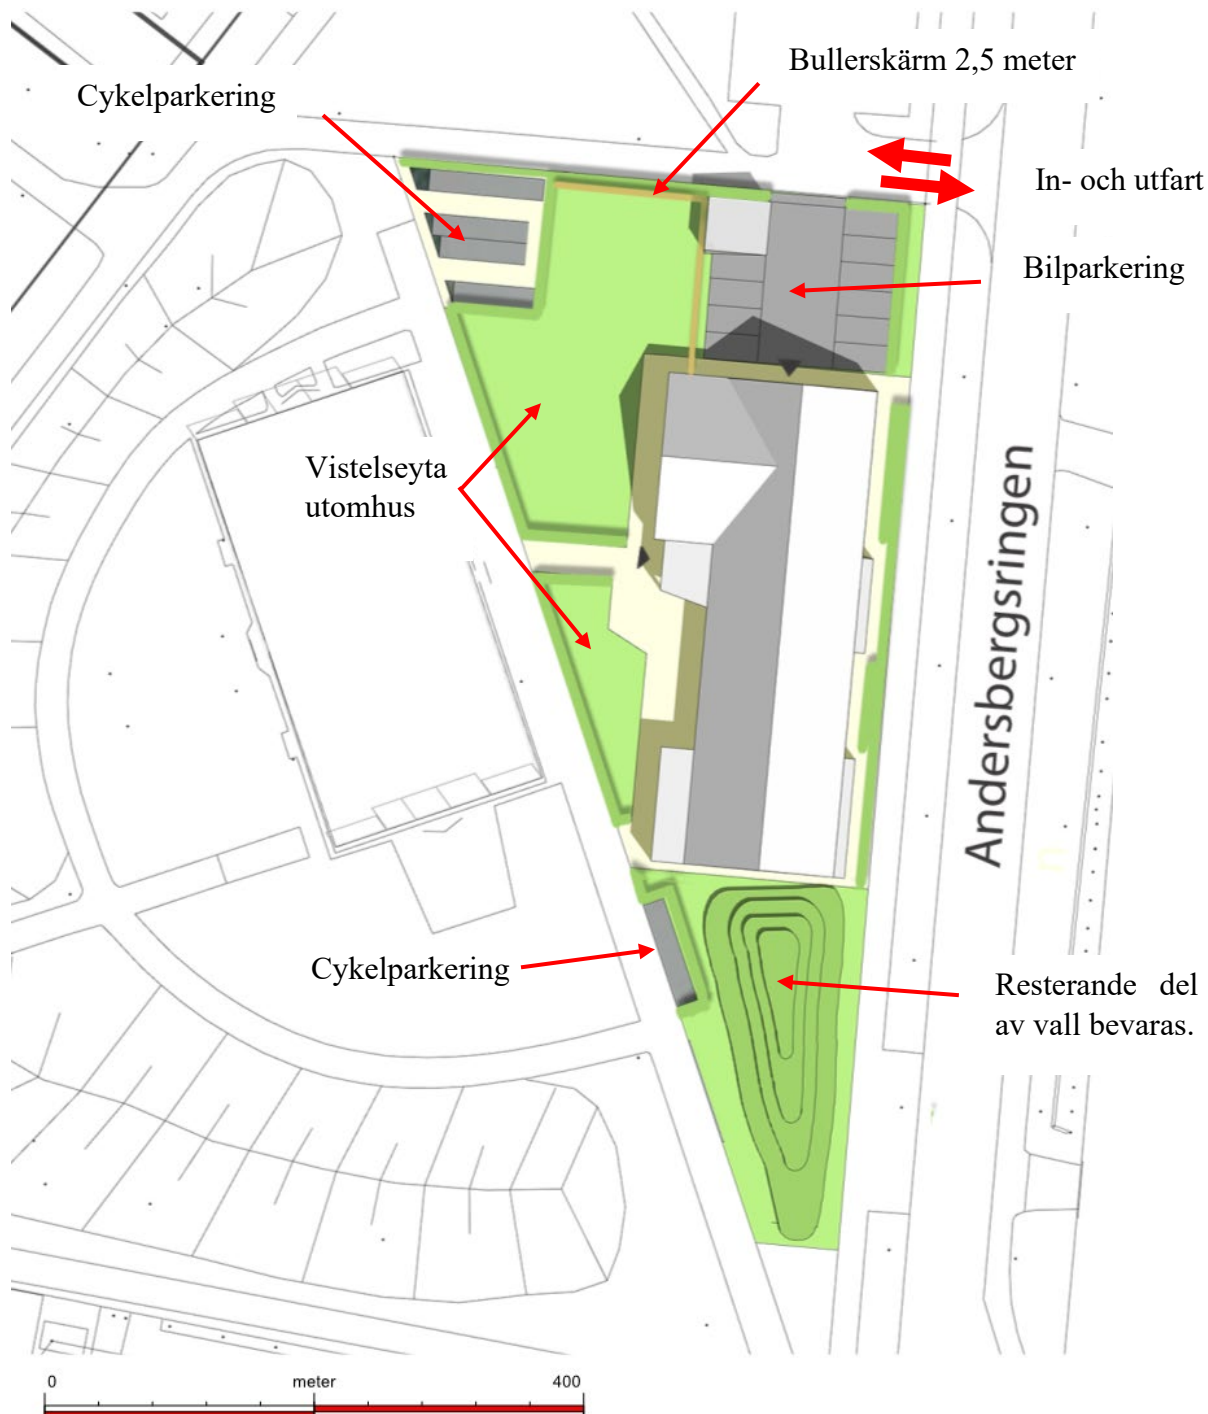 Bullerskärm 2,5 meter
Cykelparkering
In- och utfart
Bilparkering
Vistelseyta
utomhus
Andersbergsringen
Cykelparkering
Resterande del
av vall bevaras.
0 meter 400